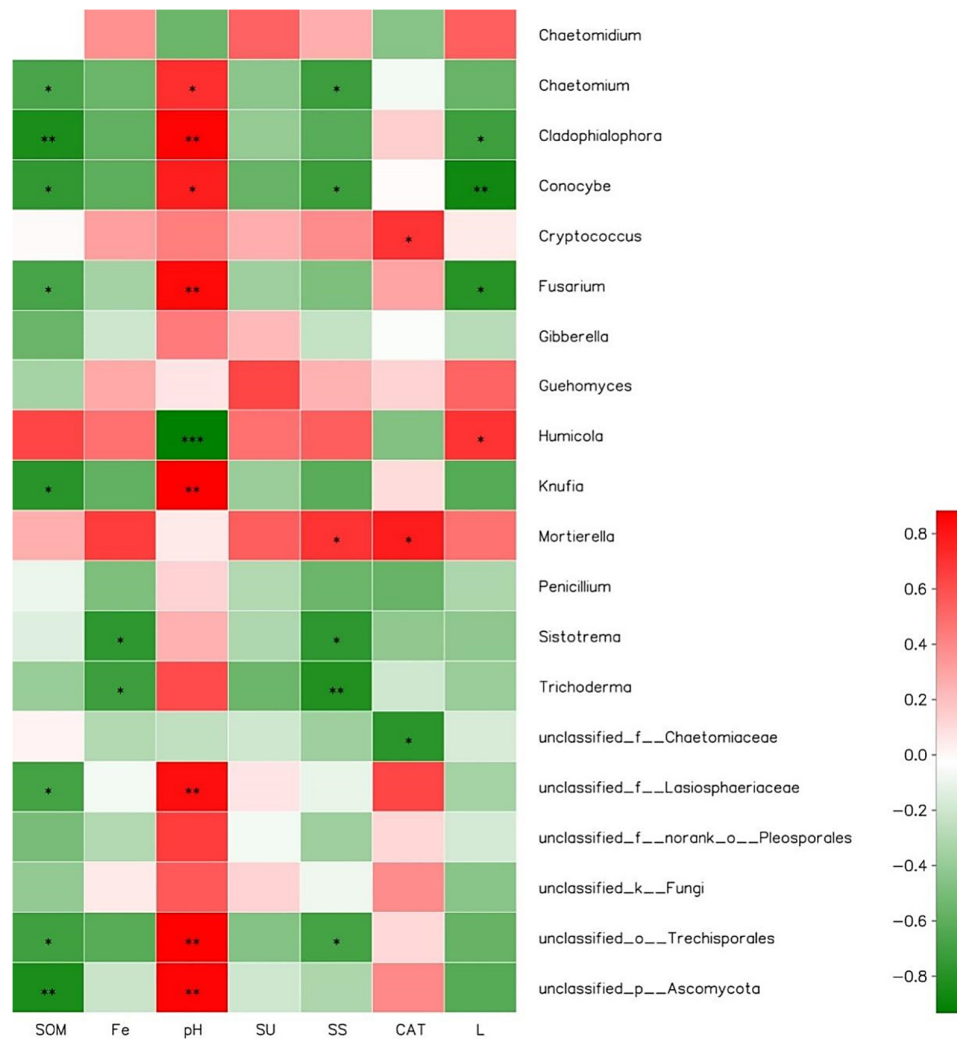 Chaetomidium
* * * Chaetomium
** ** * Cladophialophora
* * * ** Conocybe
* Cryptococcus
* ** * Fusarium
Gibberella
Guehomyces
*** * Humicola
* ** Knufia
* * Mortierella
Penicillium
* * Sistotrema
* ** Trichoderma
* unclassified_f__Chaetomiaceae
* ** unclassified_f__Lasiosphaeriaceae
unclassified_f__norank_o__Pleosporales
unclassified_k__Fungi
* ** * unclassified_o__Trechisporales
** ** unclassified_p__Ascomycota
SOM Fe pH SU SS CAT L
0.8
0.6
0.4
0.2
0.0
−0.2
−0.4
−0.6
−0.8